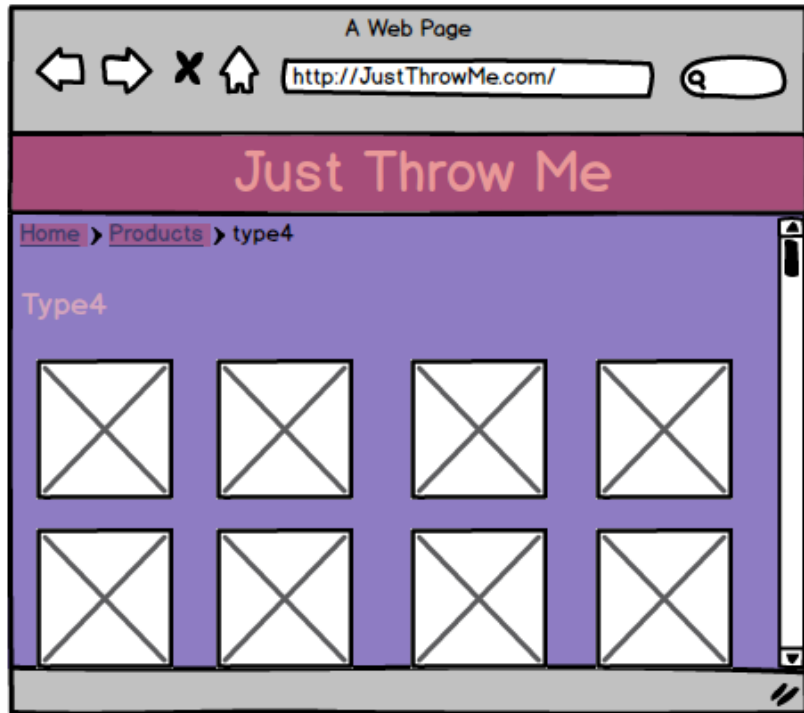 A Web Page
http://JustThrowMe.com/
Just Throw Me
Home > Products > type4
Type4